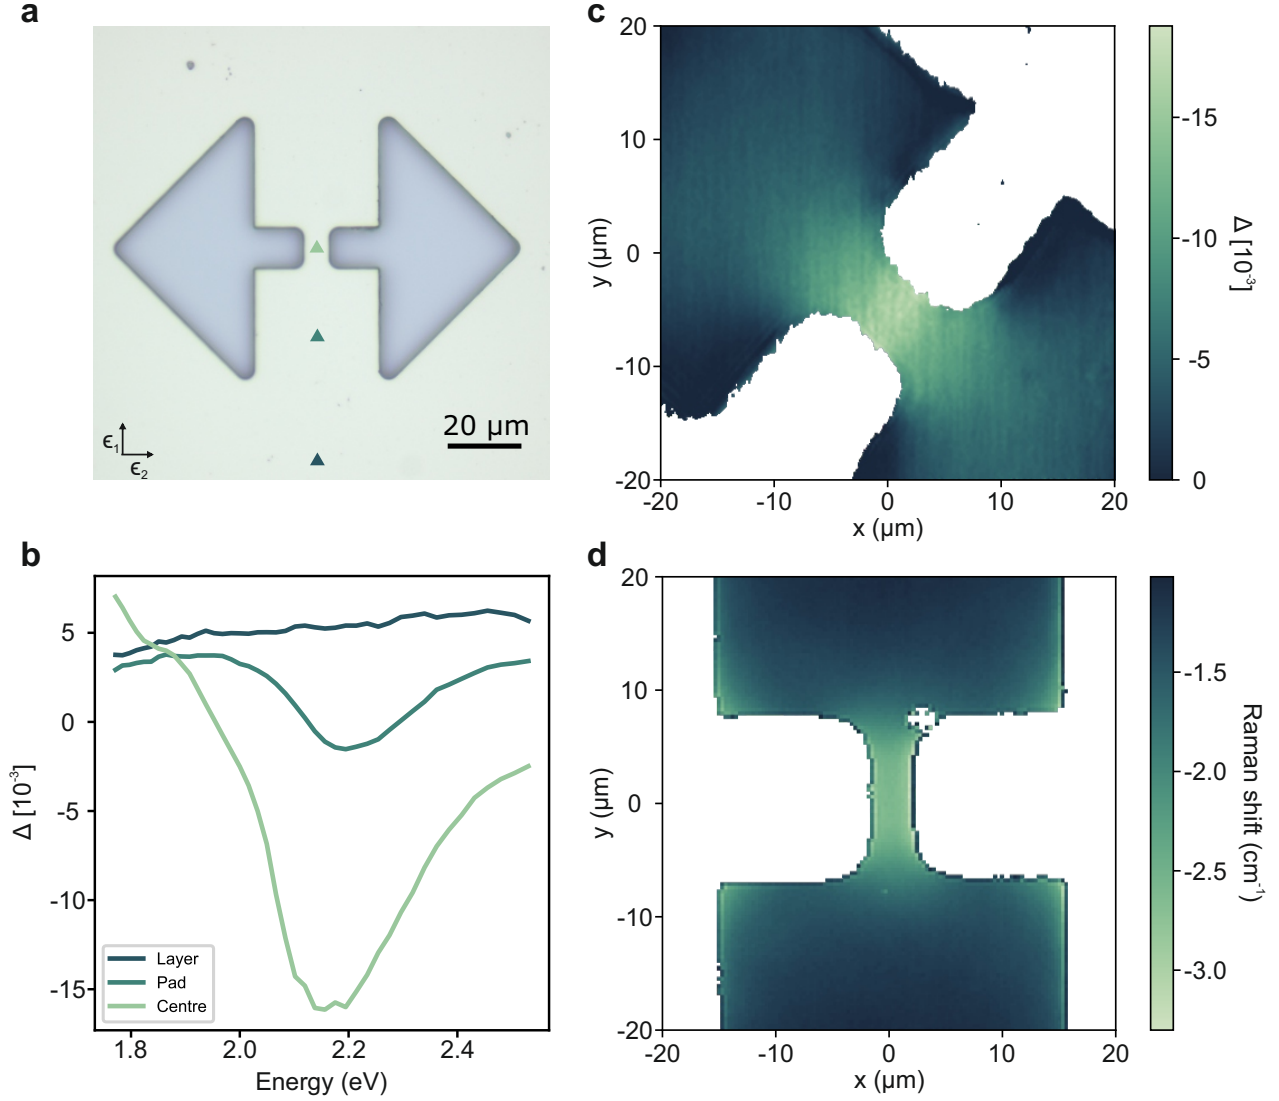 a
20 μm
ϵ1
ϵ2
b
Δ [10-3]
5
0
-5
-10
-15
1.8
2.0
2.2
2.4
Energy (eV)
Layer
Pad
Centre
c
y (μm)
20
10
0
-10
-20
-20
-10
0
10
20
x (μm)
-15
-10
-5
0
Δ [10-3]
d
y (μm)
20
10
0
-10
-20
-20
-10
0
10
20
x (μm)
-1.5
-2.0
-2.5
-3.0
Raman shift (cm-1)